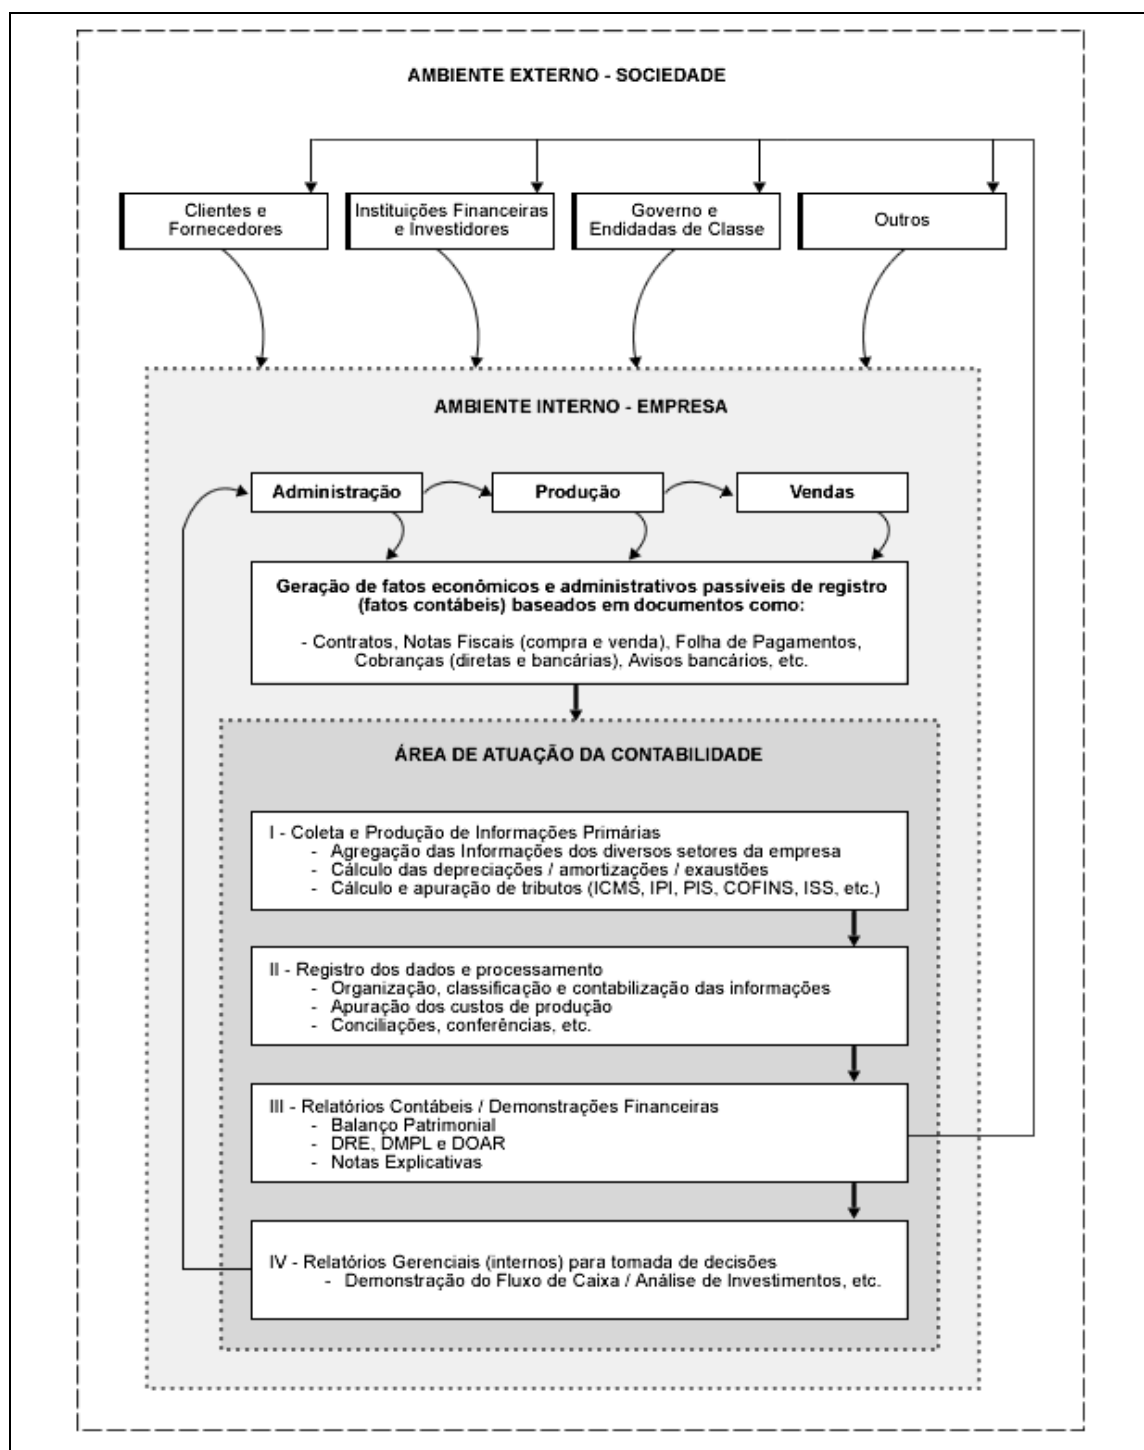 AMBIENTE EXTERNO - SOCIEDADE
Clientes e
Fornecedores
Instituições Financeiras
e Investidores
Governo e
Endidadas de Classe
Outros
AMBIENTE INTERNO - EMPRESA
Administração
Produção
Vendas
Geração de fatos econômicos e administrativos passíveis de registro
(fatos contábeis) baseados em documentos como:
- Contratos, Notas Fiscais (compra e venda), Folha de Pagamentos,
Cobranças (diretas e bancárias), Avisos bancários, etc.
ÁREA DE ATUAÇÃO DA CONTABILIDADE
I - Coleta e Produção de Informações Primárias
- Agregação das Informações dos diversos setores da empresa
- Cálculo das depreciações / amortizações / exaustões
- Cálculo e apuração de tributos (ICMS, IPI, PIS, COFINS, ISS, etc.)
II - Registro dos dados e processamento
- Organização, classificação e contabilização das informações
- Apuração dos custos de produção
- Conciliações, conferências, etc.
III - Relatórios Contábeis / Demonstrações Financeiras
- Balanço Patrimonial
- DRE, DMPL e DOAR
- Notas Explicativas
IV - Relatórios Gerenciais (internos) para tomada de decisões
- Demonstração do Fluxo de Caixa / Análise de Investimentos, etc.